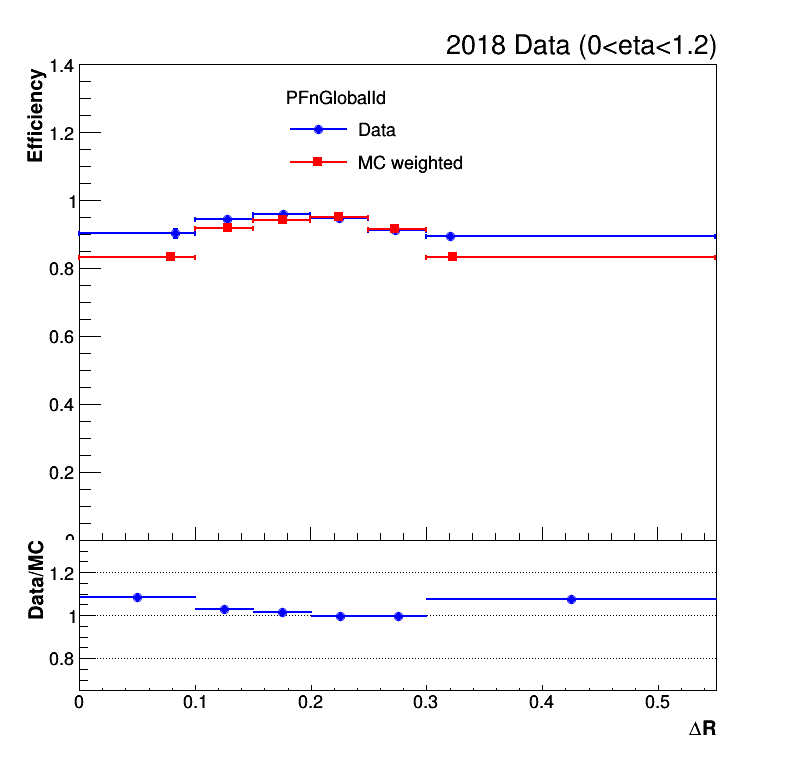 2018 Data (0<eta<1.2)
Efficiency
1.4
1.2
1
0.8
0.6
0.4
0.2
0
PFnGlobalId
Data
MC weighted
Data/MC
1.2
1
0.8
0 0.1 0.2 0.3 0.4 0.5
ΔR